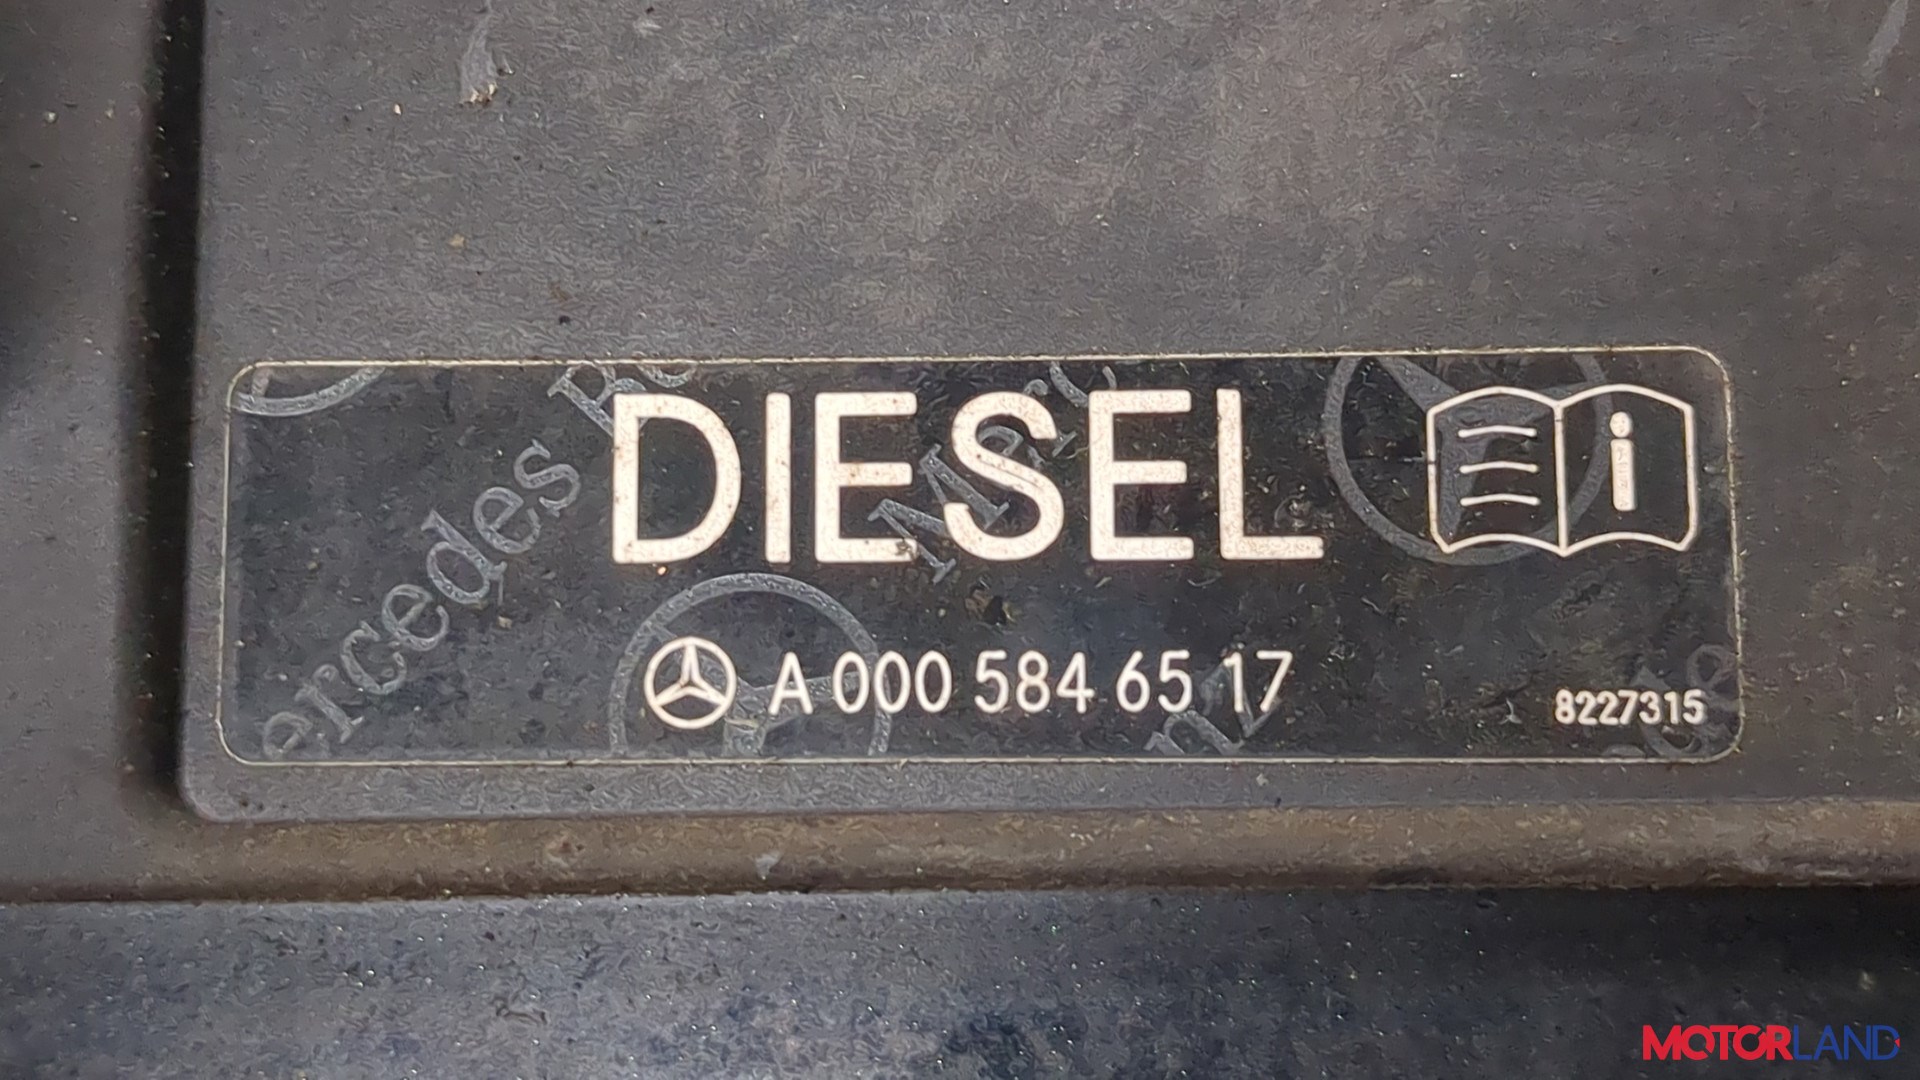 DIESEL
A 000 584 65 17
8227315
MOTORLAND